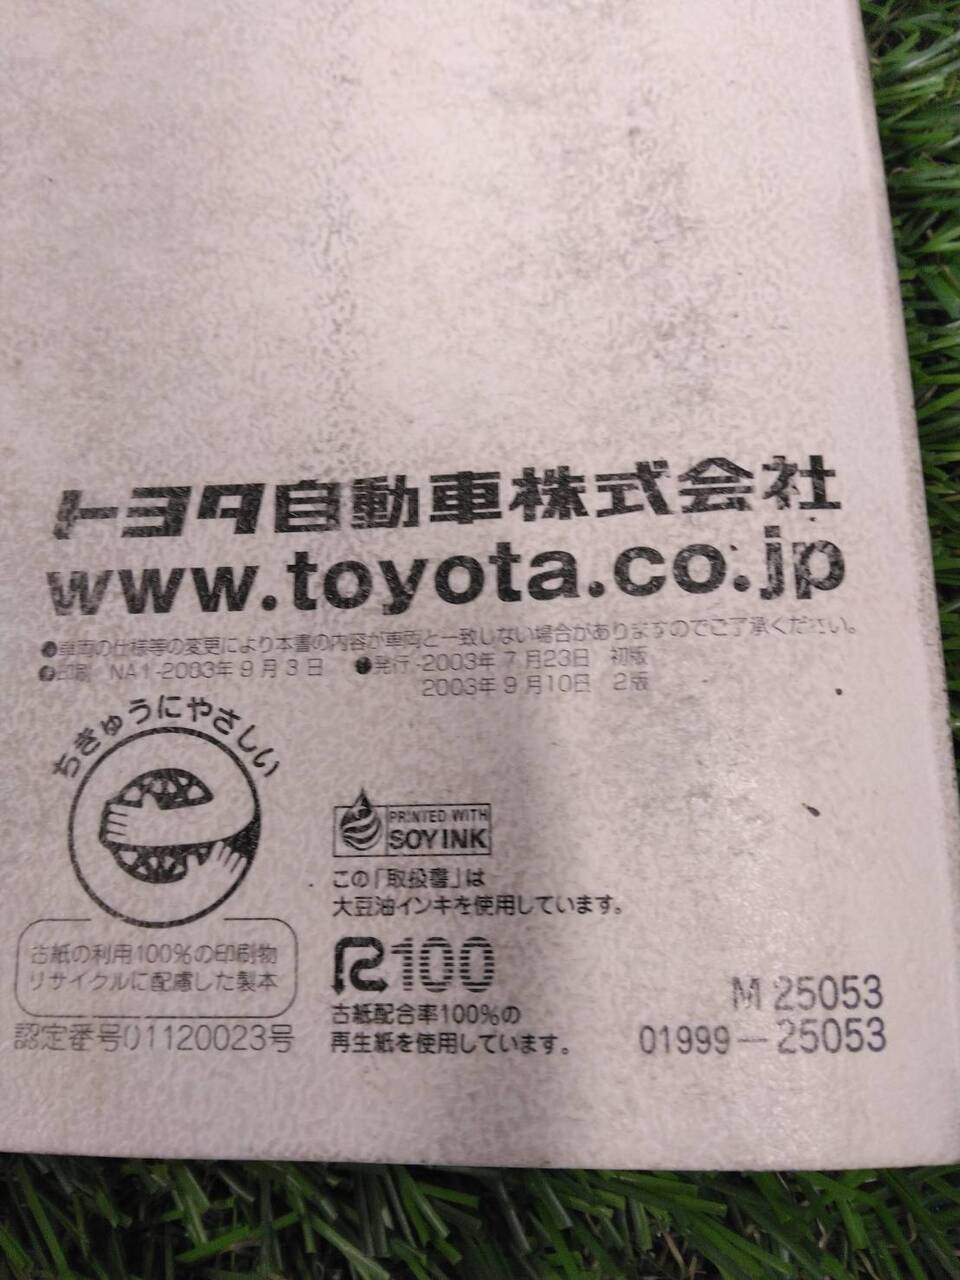 トヨタ自動車株式会社
www.toyota.co.jp
●車両の仕様等の変更により本書の内容が車両と一致しない場合がありますのでご了承ください。
●印刷 NA1-2003年9月3日 ●発行-2003年7月23日 初版
2003年9月10日 2版
ちきゅうにやさしい
古紙の利用100%の印刷物
リサイクルに配慮した製本
認定番号01120023号
PRINTED WITH
SOY INK
この「取扱書」は
大豆油インキを使用しています。
R100
古紙配合率100%の
再生紙を使用しています。
M 25053
01999-25053